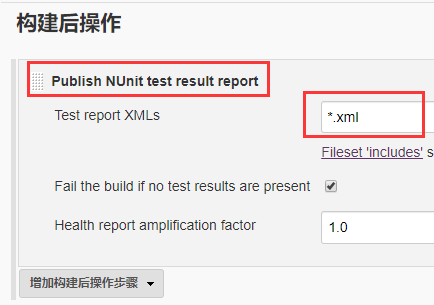 构建后操作
Publish NUnit test result report
Test report XMLs
*.xml
Fileset 'includes' s
Fail the build if no test results are present
Health report amplification factor
1.0
增加构建后操作步骤